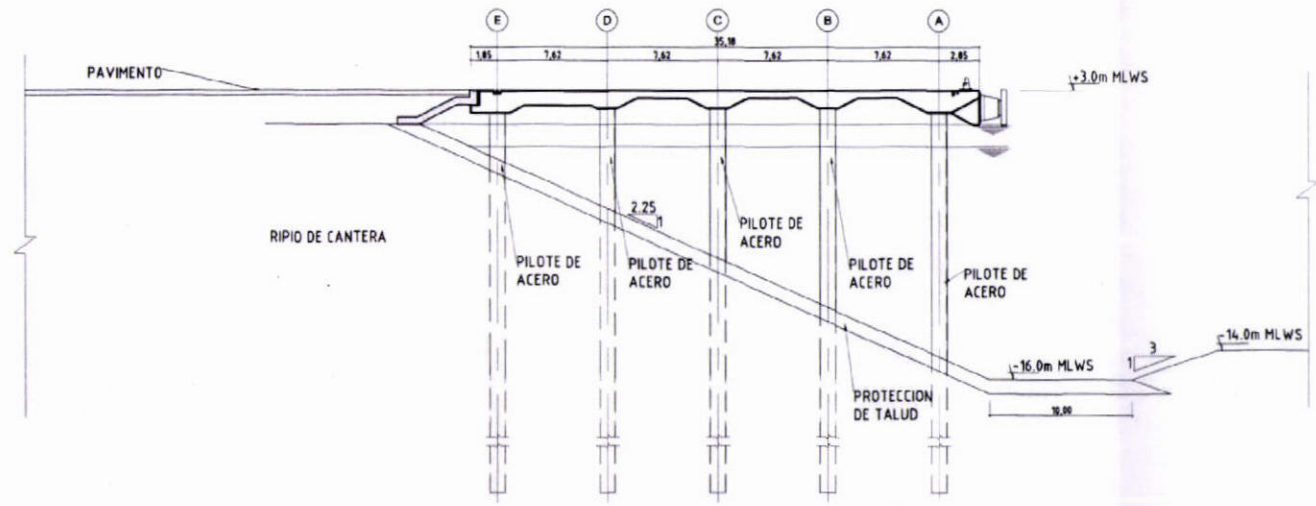 E D C B A
35,18
1,85 7,62 7,62 7,62 7,62 2,85
PAVIMENTO
+3.0m MLWS
2.25
1
RIPIO DE CANTERA
PILOTE DE
ACERO
PILOTE DE
ACERO
PILOTE DE
ACERO
PILOTE DE
ACERO
PILOTE DE
ACERO
-14.0m MLWS
3
1
-16.0m MLWS
PROTECCION
DE TALUD
10,00